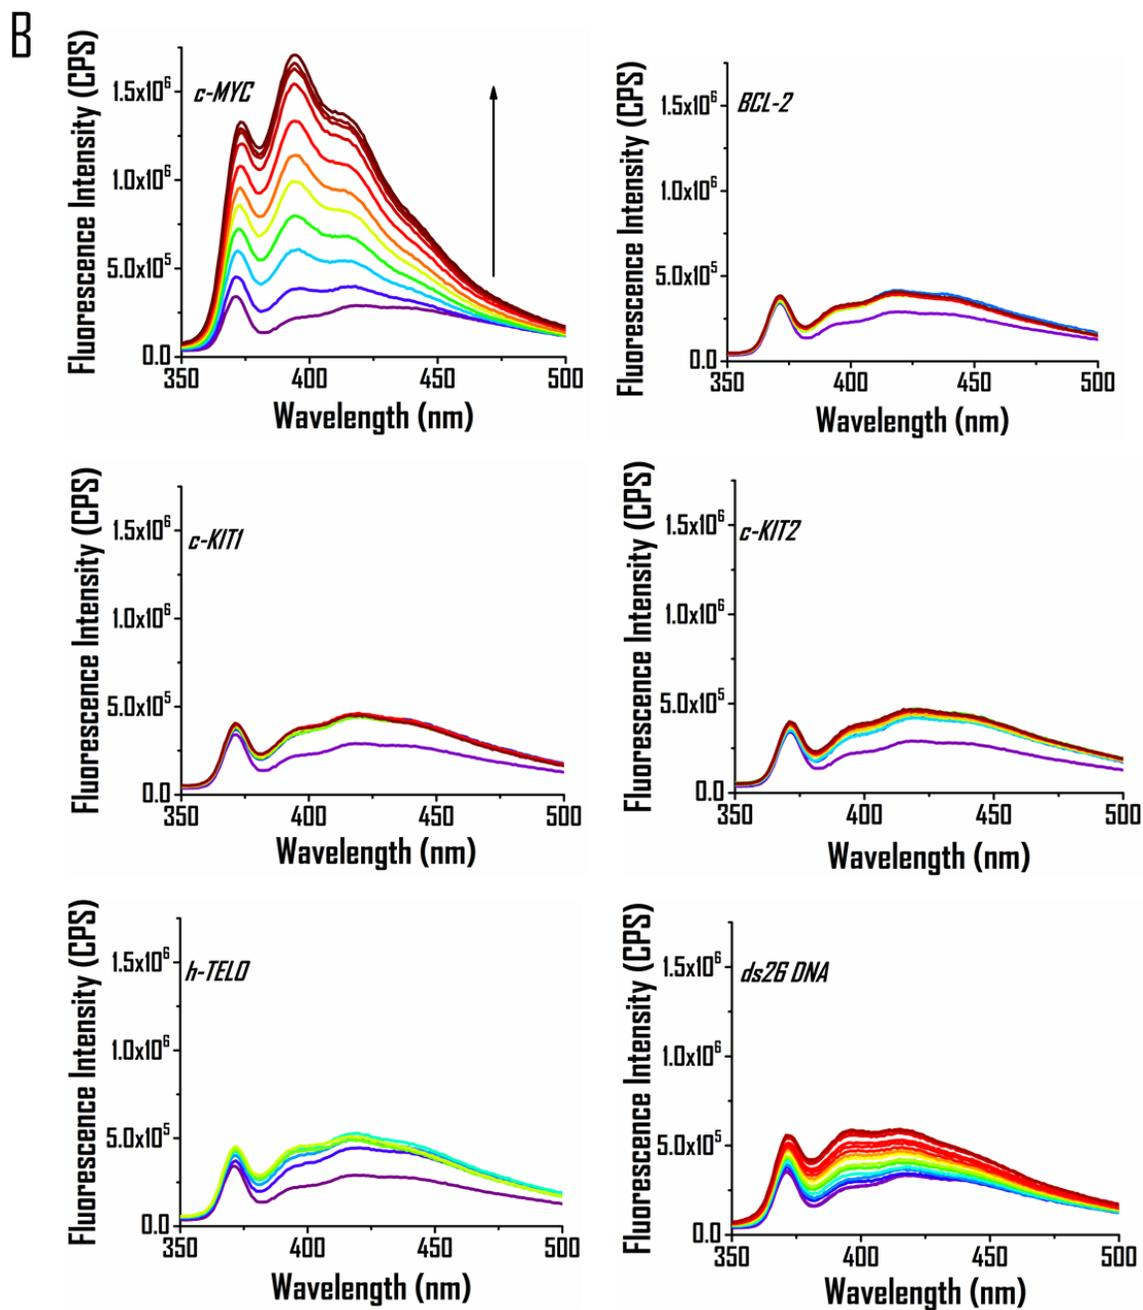 B
Fluorescence Intensity (CPS)
c-MYC
1.5x10⁶
1.0x10⁶
5.0x10⁵
0.0
350 400 450 500
Wavelength (nm)
Fluorescence Intensity (CPS)
BCL-2
1.5x10⁶
1.0x10⁶
5.0x10⁵
0.0
350 400 450 500
Wavelength (nm)
Fluorescence Intensity (CPS)
c-KIT1
1.5x10⁶
1.0x10⁶
5.0x10⁵
0.0
350 400 450 500
Wavelength (nm)
Fluorescence Intensity (CPS)
c-KIT2
1.5x10⁶
1.0x10⁶
5.0x10⁵
0.0
350 400 450 500
Wavelength (nm)
Fluorescence Intensity (CPS)
h-TELO
1.5x10⁶
1.0x10⁶
5.0x10⁵
0.0
350 400 450 500
Wavelength (nm)
Fluorescence Intensity (CPS)
ds26 DNA
1.5x10⁶
1.0x10⁶
5.0x10⁵
0.0
350 400 450 500
Wavelength (nm)